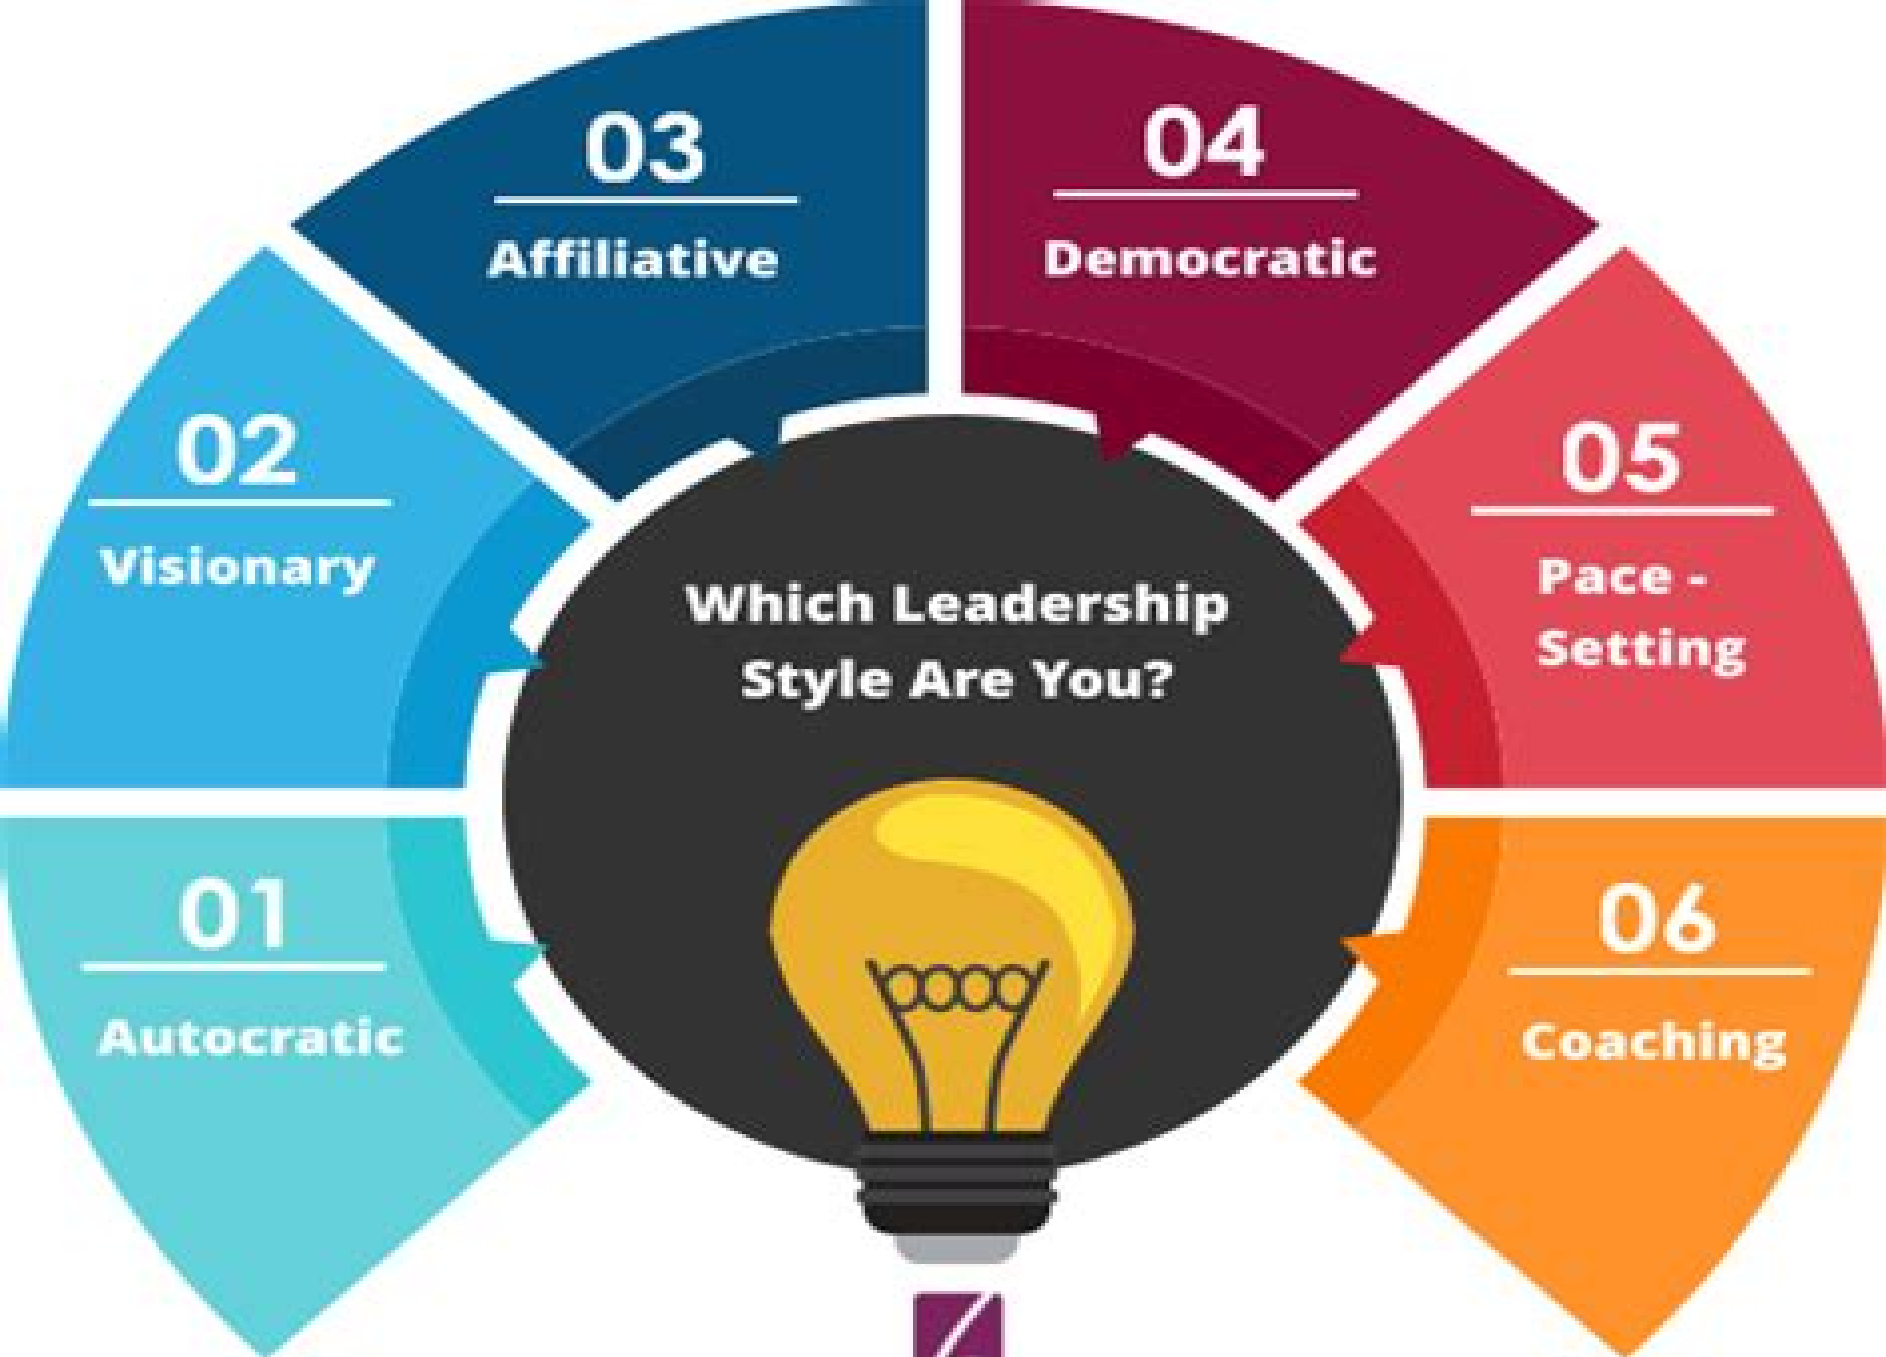 03
Affiliative
04
Democratic
02
Visionary
05
Pace -
Setting
Which Leadership
Style Are You?
01
Autocratic
06
Coaching